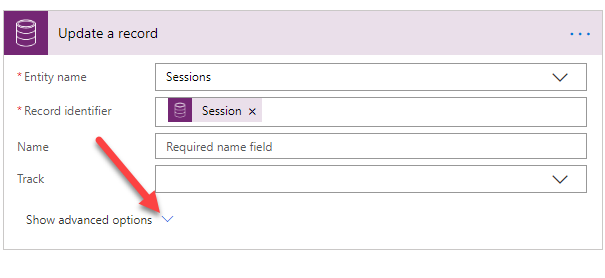 Update a record
* Entity name Sessions
* Record identifier Session ×
Name Required name field
Track
Show advanced options